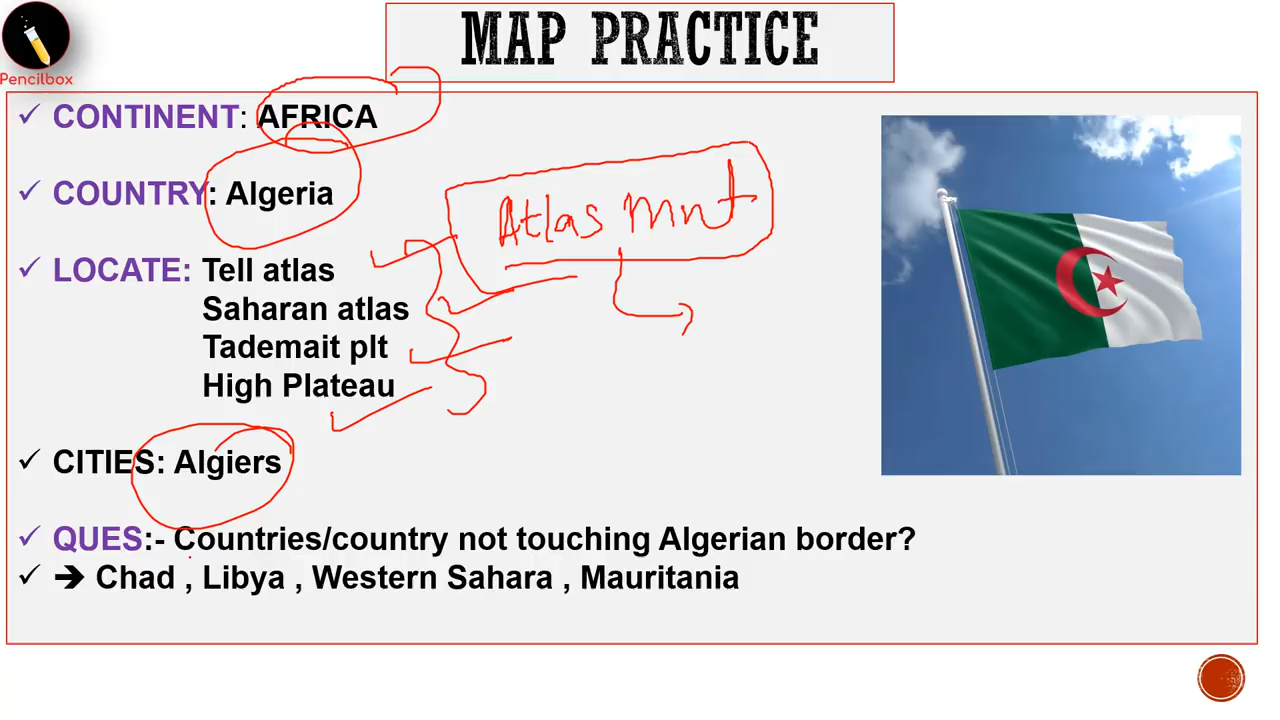 MAP PRACTICE
Pencilbox
✓ CONTINENT: AFRICA
✓ COUNTRY: Algeria
Atlas Mnt
✓ LOCATE: Tell atlas
Saharan atlas
Tademait plt
High Plateau
✓ CITIES: Algiers
✓ QUES:- Countries/country not touching Algerian border?
✓ ➔ Chad , Libya , Western Sahara , Mauritania